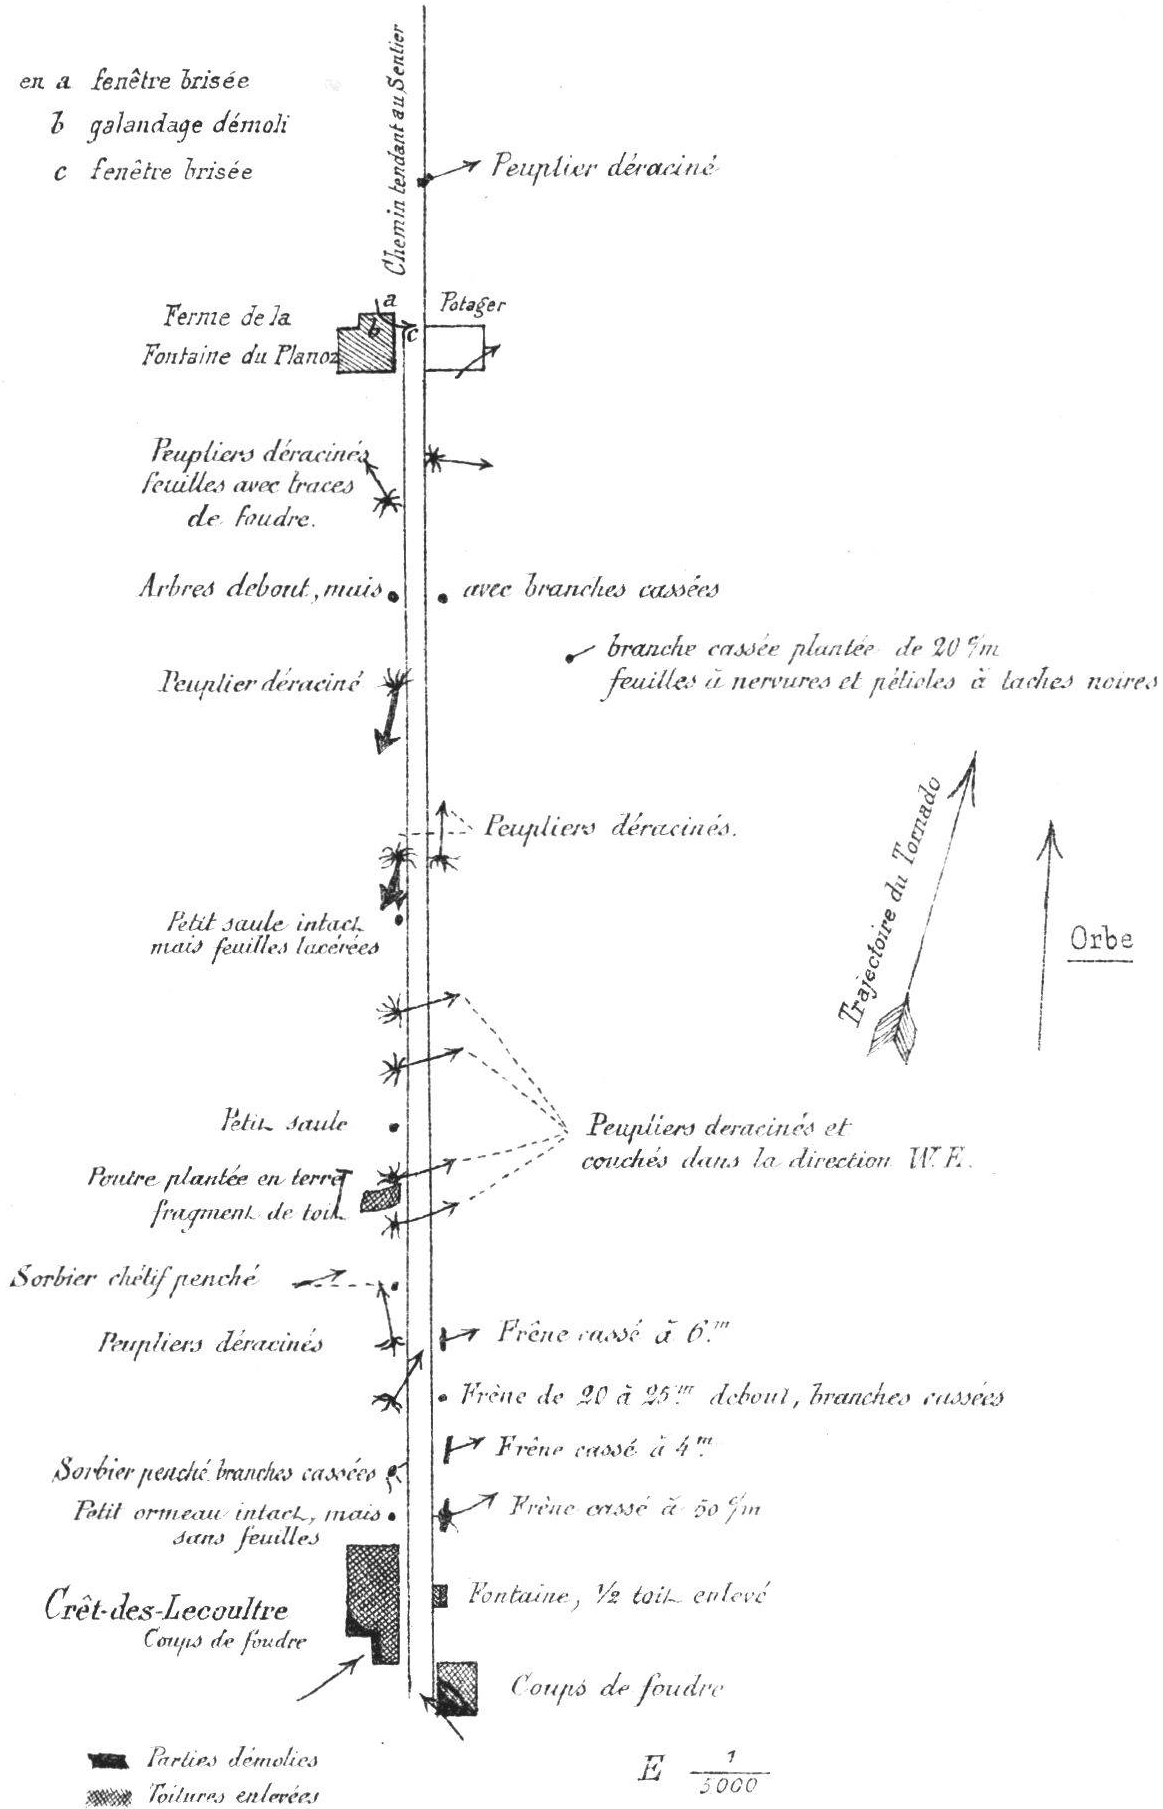 en a fenêtre brisée
b galandage démoli
c fenêtre brisée
Chemin tendant au Sentier
Peuplier déraciné
a
b
c
Potager
Ferme de la
Fontaine du Planoz
Peupliers déracinés
feuilles avec traces
de foudre.
Arbres debout, mais
avec branches cassées
branche cassée plantée de 20 c/m
feuilles à nervures et pétioles à taches noires
Peuplier déraciné
Peupliers déracinés.
Trajectoire du Tornado
Orbe
Petit saule intact
mais feuilles lacérées
Petit saule
Peupliers deracinés et
couchés dans la direction W. E.
Poutre plantée en terre
fragment de toit
Sorbier chétif penché
Peupliers déracinés
Frêne cassé à 6.m
Frêne de 20 à 25m debout, branches cassées
Frêne cassé à 4m
Sorbier penché branches cassées
Petit ormeau intact, mais
sans feuilles
Frêne cassé à 50 c/m
Crêt-des-Lecoultre
Coups de foudre
Fontaine, ½ toit enlevé
Coups de foudre
Parties démolies
Toitures enlevées
E 1/5000